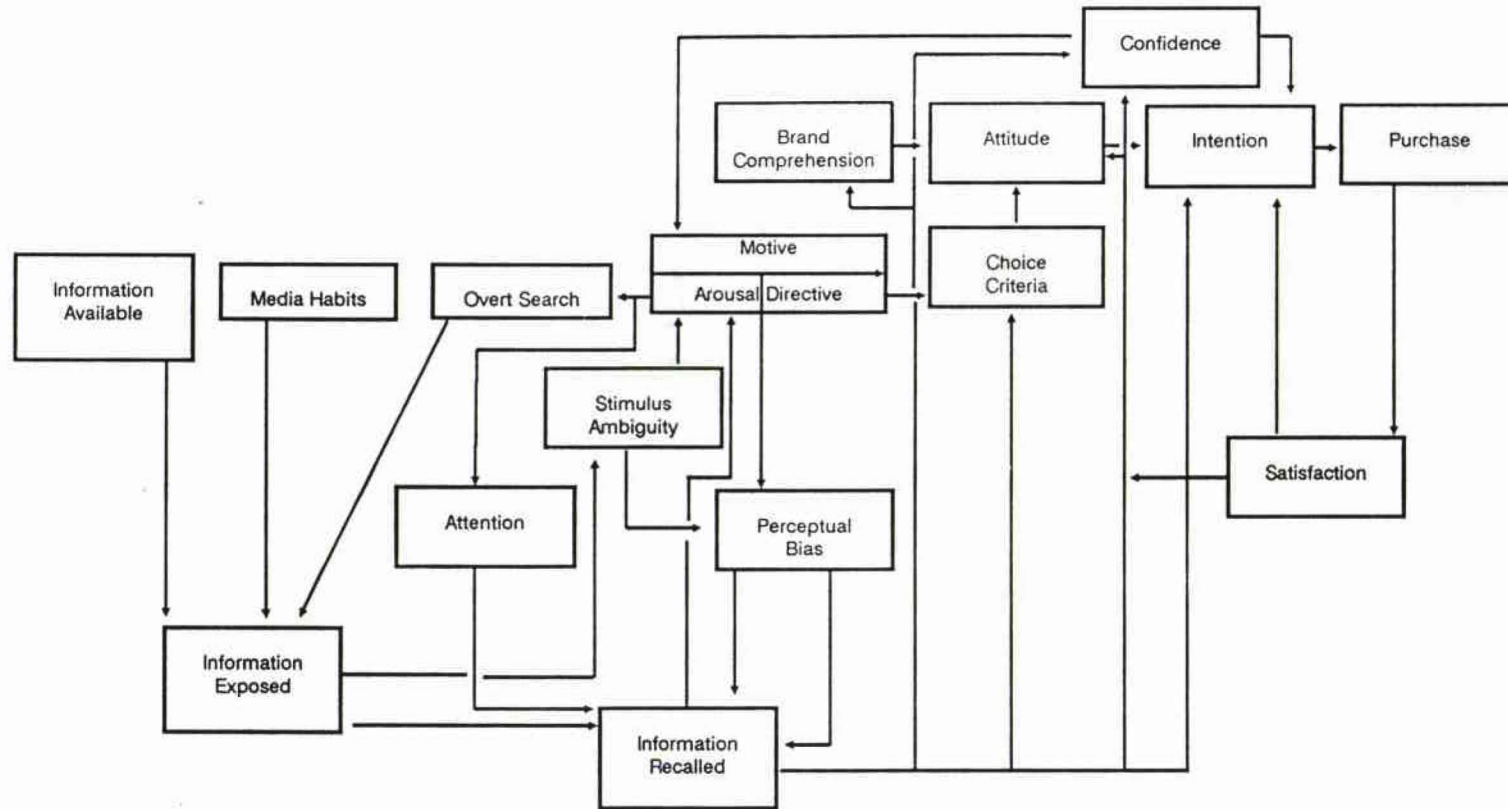 Confidence
Brand
Comprehension
Attitude
Intention
Purchase
Motive
Arousal Directive
Choice
Criteria
Information
Available
Media Habits
Overt Search
Stimulus
Ambiguity
Satisfaction
Attention
Perceptual
Bias
Information
Exposed
Information
Recalled